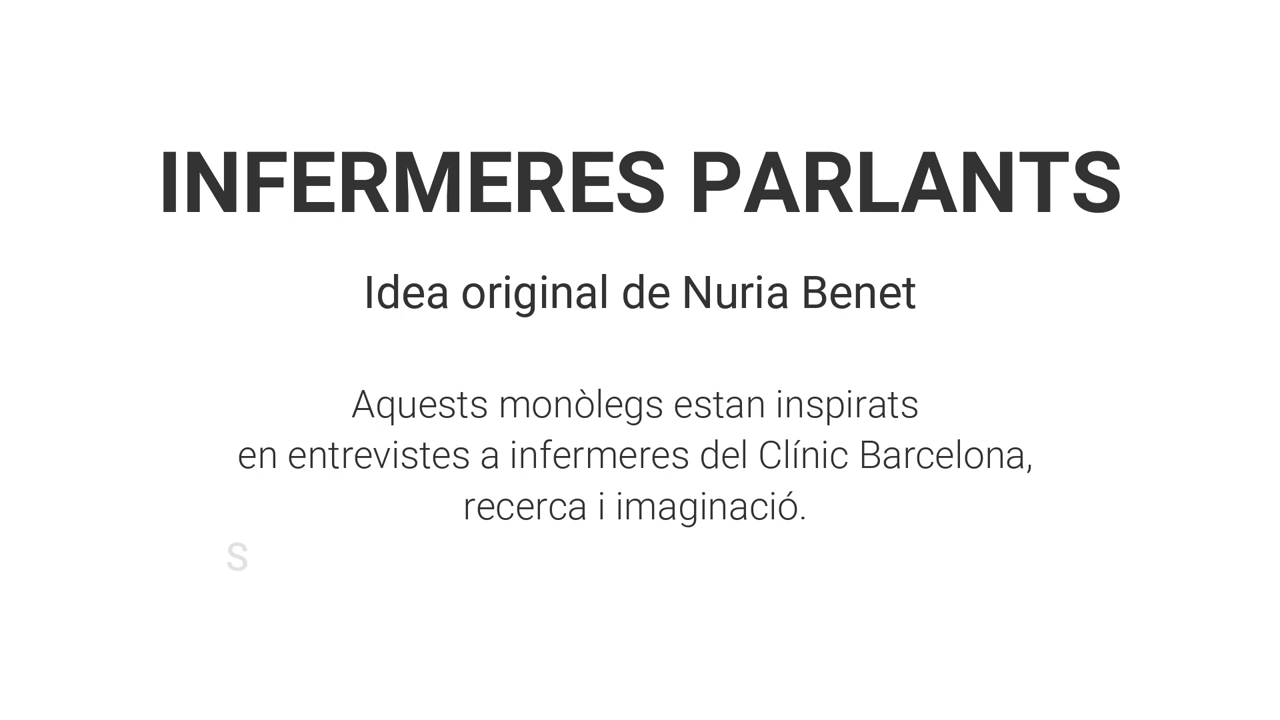 INFERMERES PARLANTS
Idea original de Nuria Benet
Aquests monòlegs estan inspirats
en entrevistes a infermeres del Clínic Barcelona,
recerca i imaginació.
S